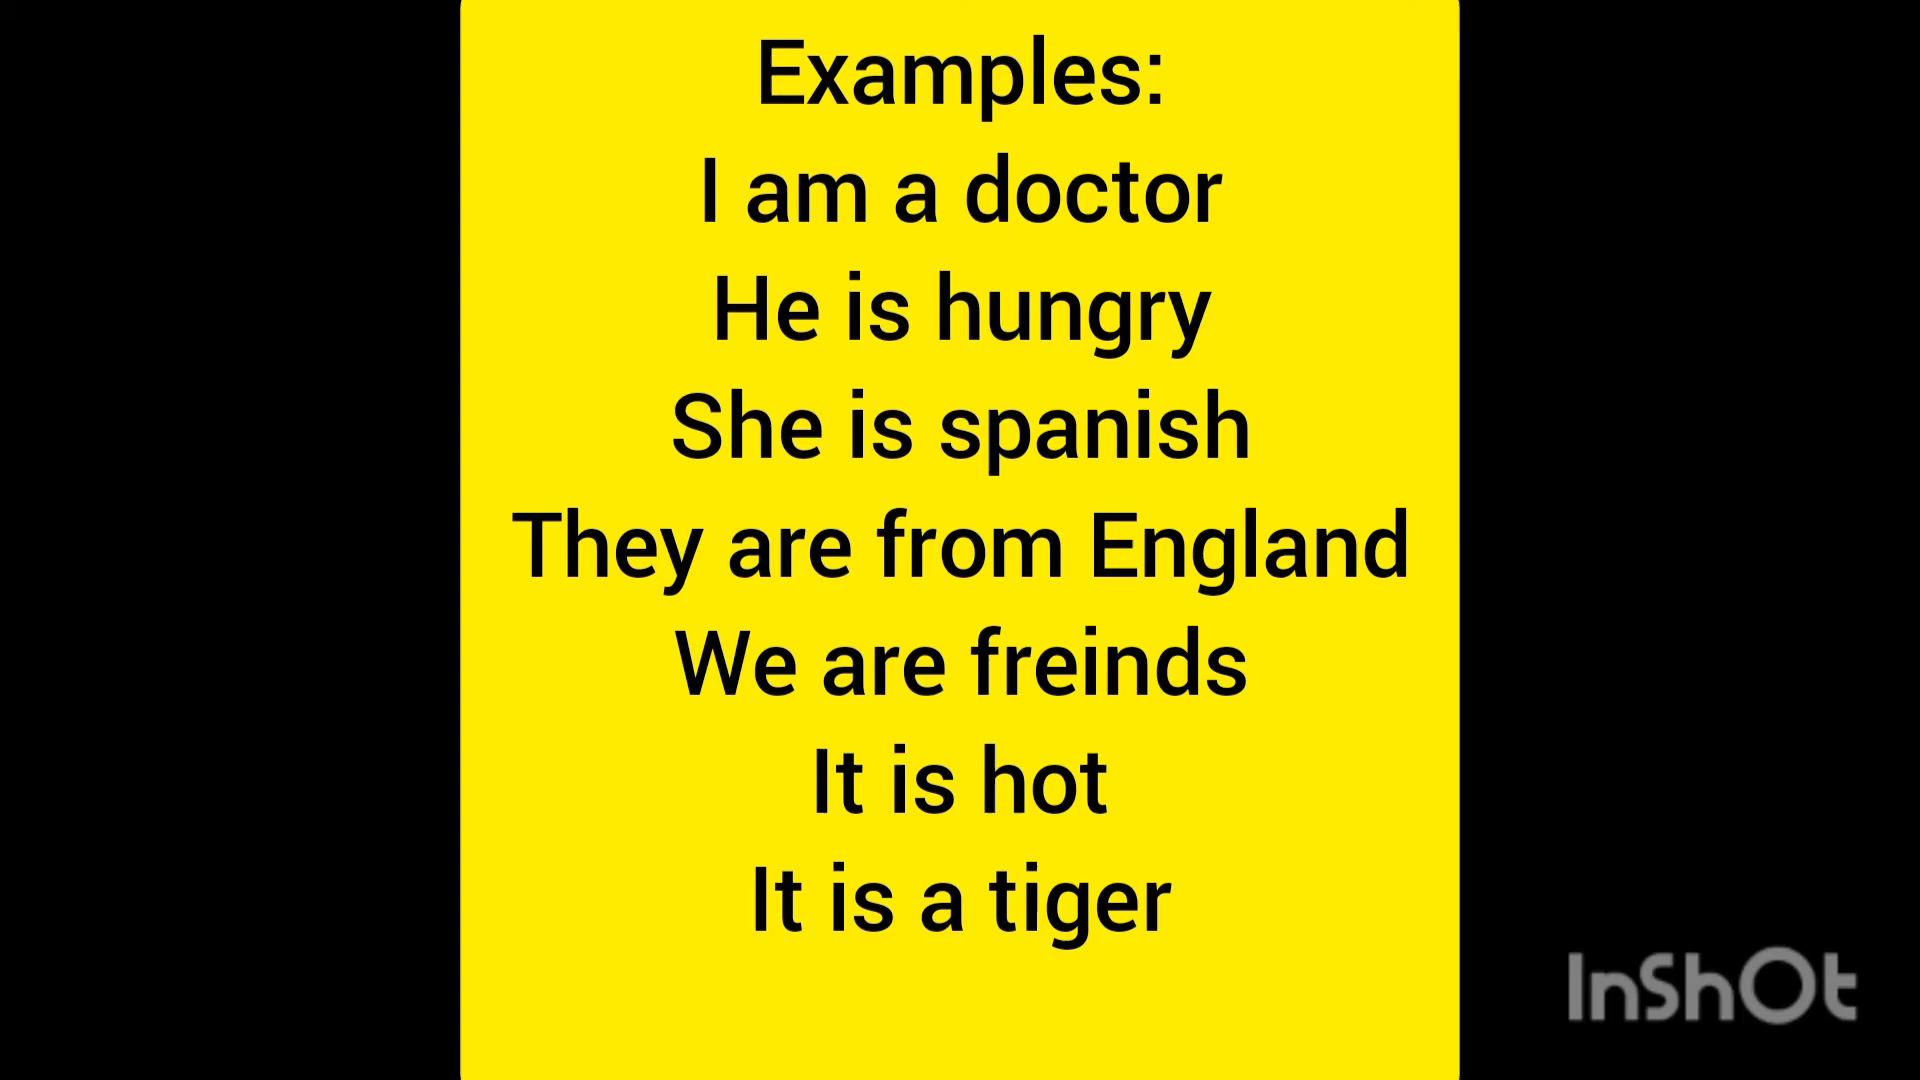 Examples:
I am a doctor
He is hungry
She is spanish
They are from England
We are freinds
It is hot
It is a tiger
InShOt